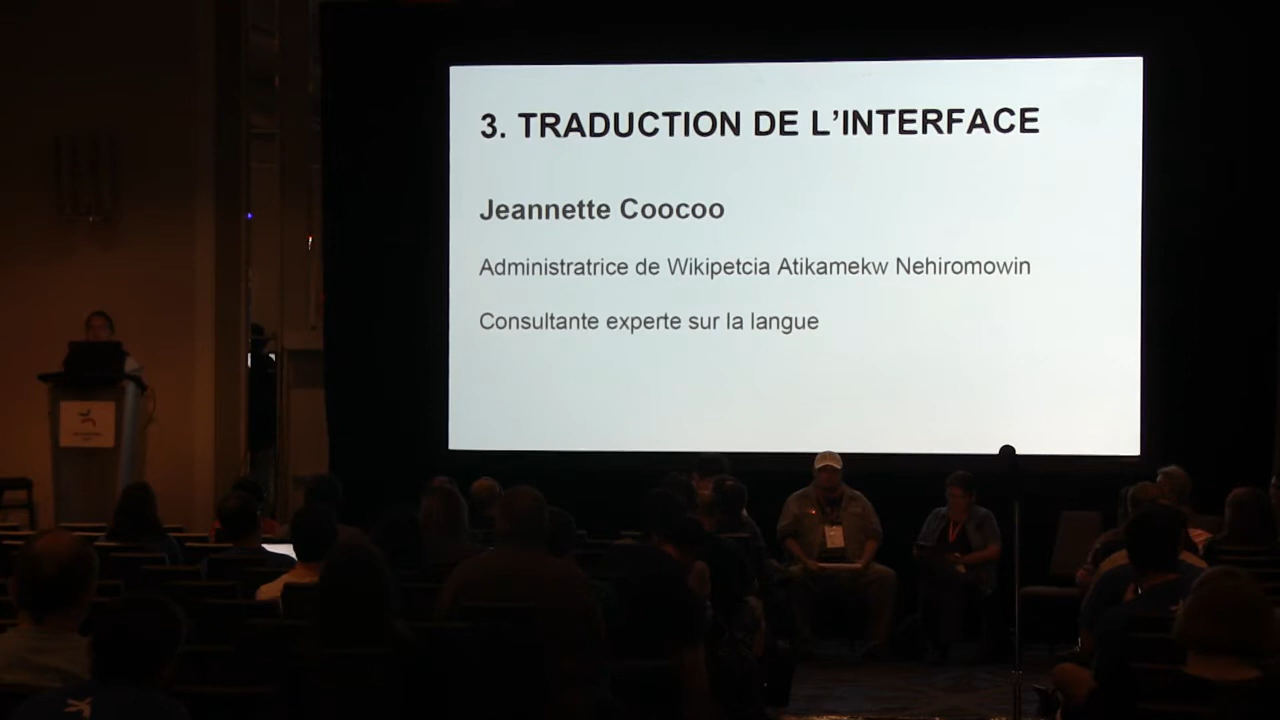 3. TRADUCTION DE L’INTERFACE
Jeannette Coocoo
Administratrice de Wikipetcia Atikamekw Nehiromowin
Consultante experte sur la langue